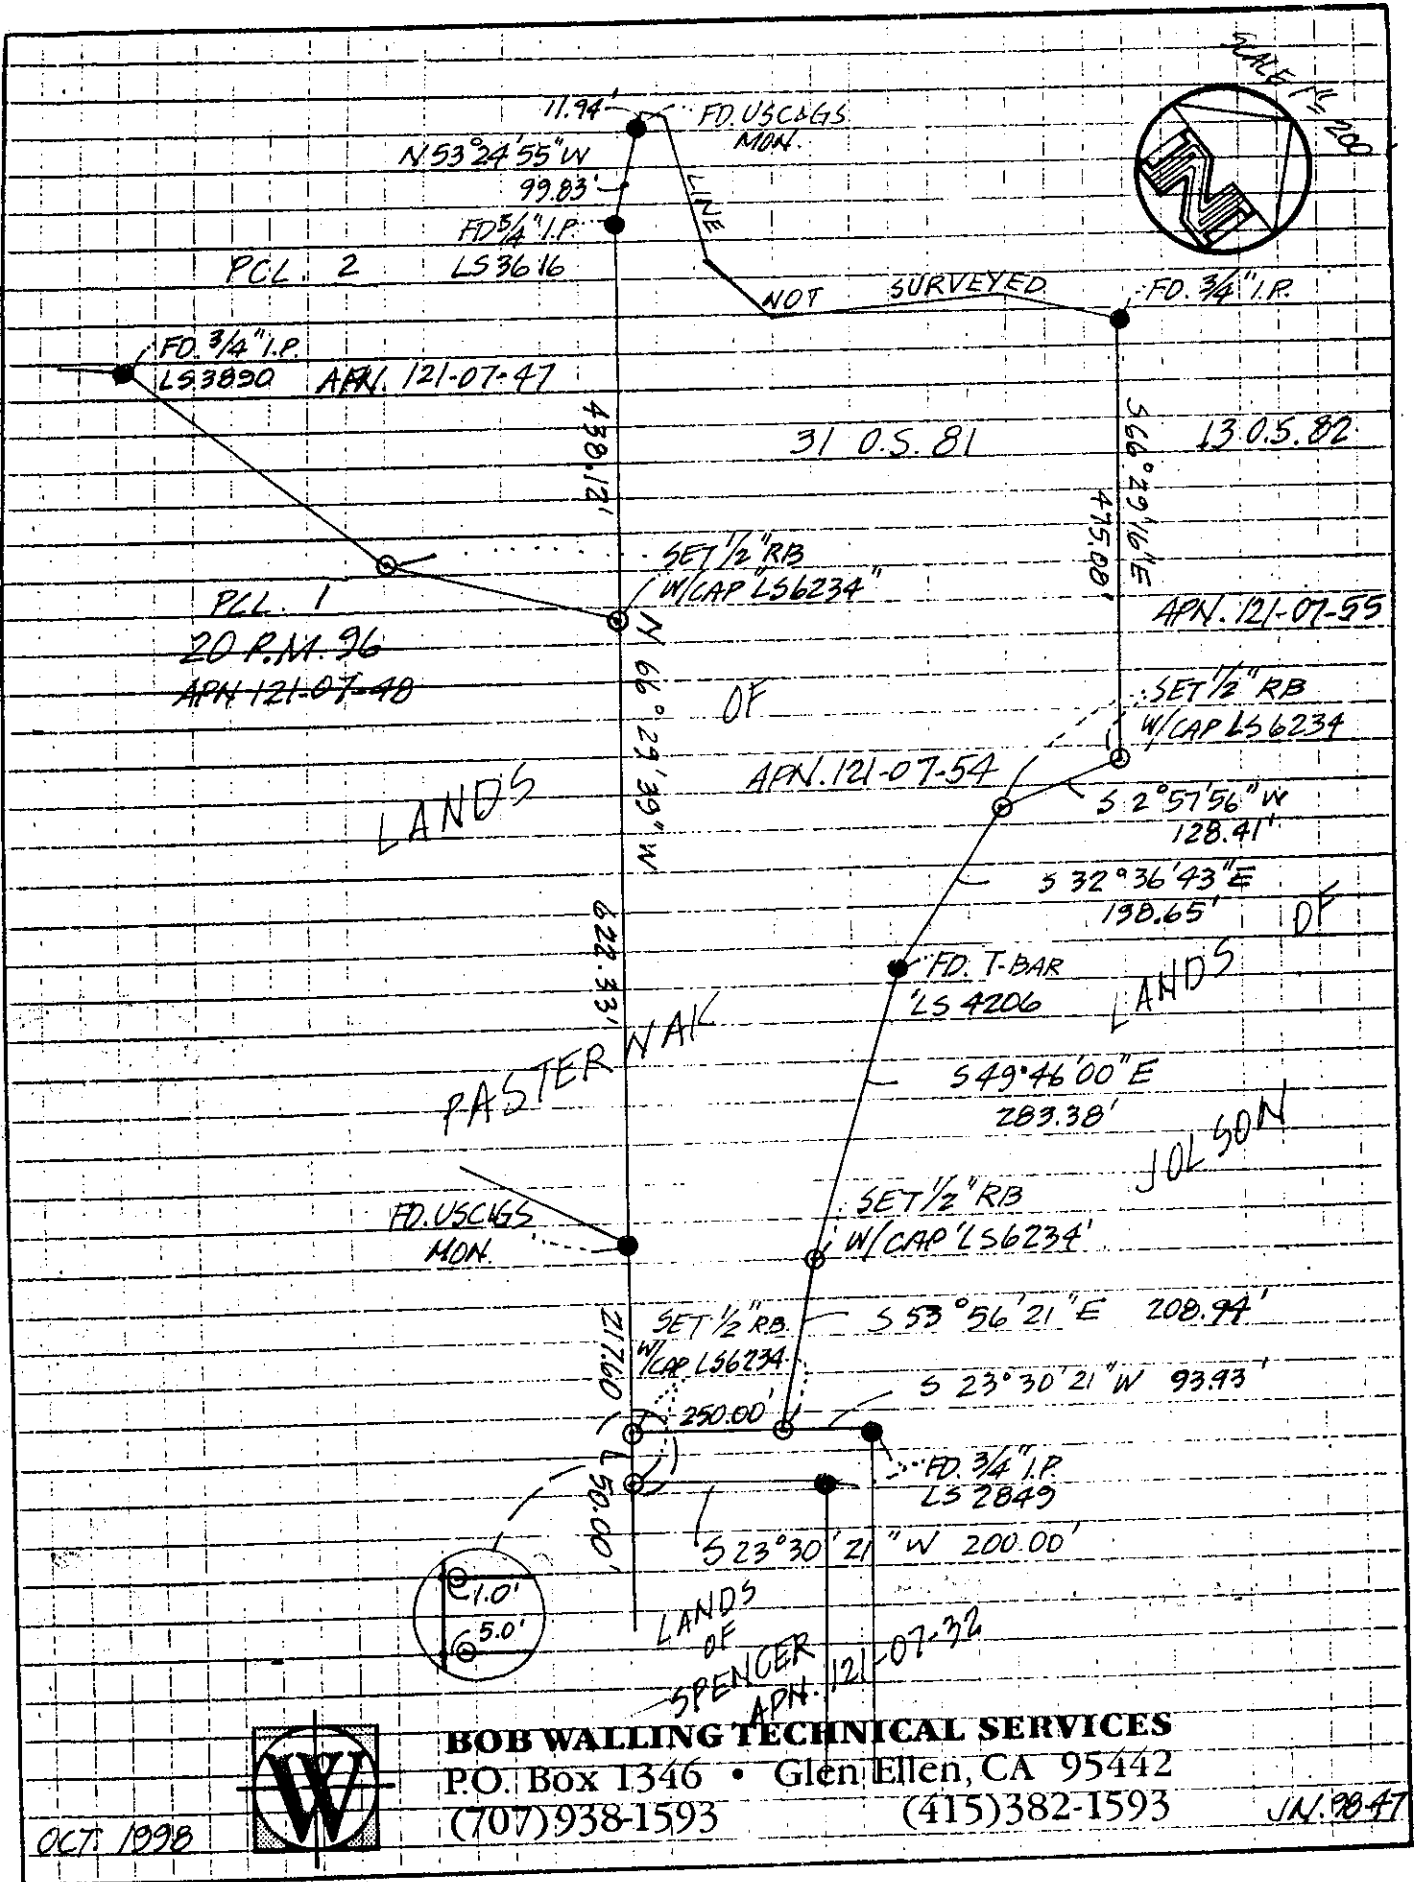 SCALE 1"= 200
11.94'
FD. USC&GS
MON.
N 53°24'55"W
99.83'
LINE
FD 3/4" I.P.
LS 3616
PCL. 2
NOT SURVEYED
FD. 3/4" I.P.
FD. 3/4" I.P.
LS 3890
APN. 121-07-47
438.12'
31 O.S. 81
S 66°29'16"E
475.08'
13 O.S. 82
SET 1/2" RB
W/CAP "LS6234"
PCL. 1
20 P.M. 96
APN 121-07-48
APN. 121-07-55
N 66°29'39"W
OF
SET 1/2" RB
W/CAP LS 6234
APN. 121-07-54
LANDS
S 2°57'56"W
128.41'
S 32°36'43"E
198.65'
OF
622.33'
FD. T-BAR
'LS 4206
LANDS
PASTERNAK
S 49°46'00"E
283.38'
JOLSON
SET 1/2" RB
W/CAP 'LS6234'
FD. USC&GS
MON.
217.60'
SET 1/2" RB.
W/CAP LS6234
S 53°56'21"E 208.94'
S 23°30'21"W 93.93'
250.00'
50.00'
FD. 3/4" I.P.
LS 2849
S 23°30'21"W 200.00'
1.0'
5.0'
LANDS
OF
SPENCER
APN. 121-07-32
W
BOB WALLING TECHNICAL SERVICES
P.O. Box 1346 • Glen Ellen, CA 95442
(707)938-1593 (415)382-1593
OCT. 1998
J.N. 98-47